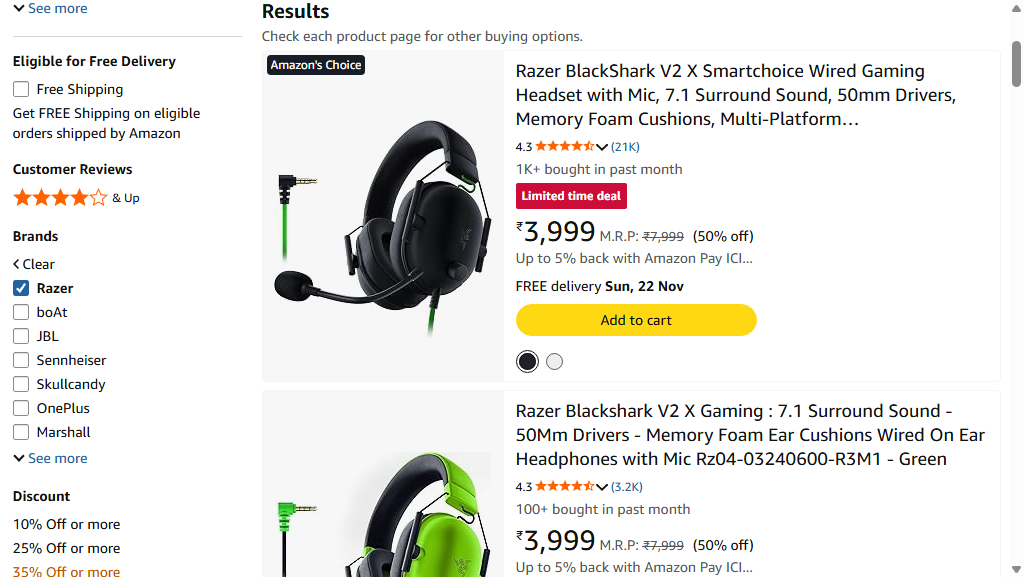 See more
Eligible for Free Delivery
Free Shipping
Get FREE Shipping on eligible
orders shipped by Amazon
Customer Reviews
& Up
Brands
Clear
Razer
boAt
JBL
Sennheiser
Skullcandy
OnePlus
Marshall
See more
Discount
10% Off or more
25% Off or more
35% Off or more
Results
Check each product page for other buying options.
Amazon's Choice
Razer BlackShark V2 X Smartchoice Wired Gaming
Headset with Mic, 7.1 Surround Sound, 50mm Drivers,
Memory Foam Cushions, Multi-Platform…
4.3 (21K)
1K+ bought in past month
Limited time deal
₹3,999 M.R.P: ₹7,999 (50% off)
Up to 5% back with Amazon Pay ICI...
FREE delivery Sun, 22 Nov
Add to cart
Razer Blackshark V2 X Gaming : 7.1 Surround Sound -
50Mm Drivers - Memory Foam Ear Cushions Wired On Ear
Headphones with Mic Rz04-03240600-R3M1 - Green
4.3 (3.2K)
100+ bought in past month
₹3,999 M.R.P: ₹7,999 (50% off)
Up to 5% back with Amazon Pay ICI...